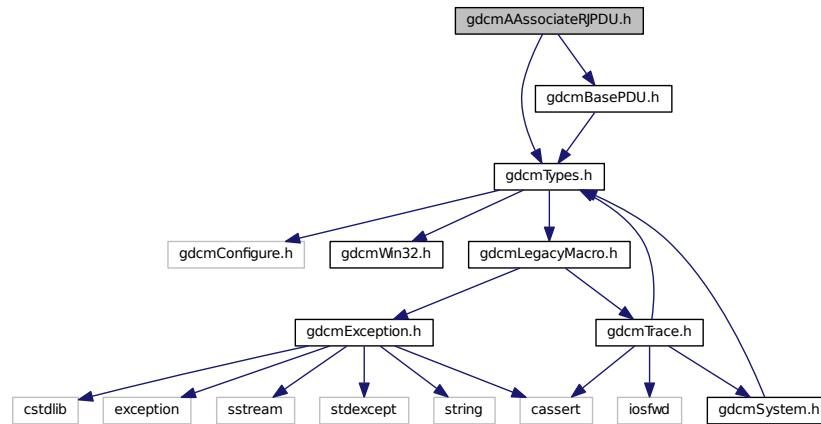 gdcmAAssociateRJPDU.h
gdcmBasePDU.h
gdcmTypes.h
gdcmConfigure.h
gdcmWin32.h
gdcmLegacyMacro.h
gdcmException.h
gdcmTrace.h
cstdlib
exception
sstream
stdexcept
string
cassert
iosfwd
gdcmSystem.h